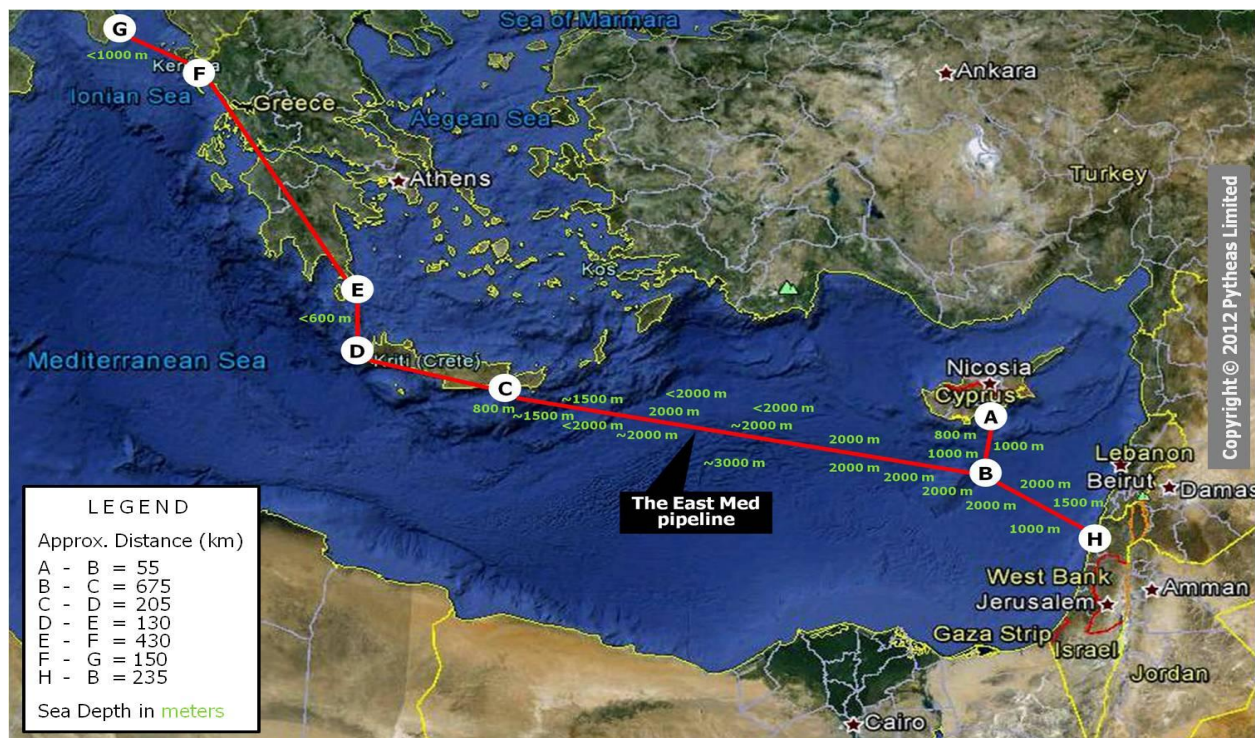 Sea of Marmara
G
<1000 m
F
Ionian Sea
Greece
Aegean Sea
Ankara
Athens
Turkey
Kos
E
<600 m
D
Kriti (Crete)
Mediterranean Sea
C
800 m
~1500 m
~1500 m
<2000 m
2000 m
<2000 m
~2000 m
<2000 m
~2000 m
~3000 m
2000 m
2000 m
2000 m
The East Med
pipeline
Nicosia
Cyprus
A
800 m
1000 m
1000 m
B
2000 m
2000 m
2000 m
1500 m
1000 m
H
Lebanon
Beirut
Damas
West Bank
Jerusalem
Amman
Gaza Strip
Israel
Jordan
Cairo
LEGEND
Approx. Distance (km)
A - B = 55
B - C = 675
C - D = 205
D - E = 130
E - F = 430
F - G = 150
H - B = 235
Sea Depth in meters
Copyright © 2012 Pytheas Limited